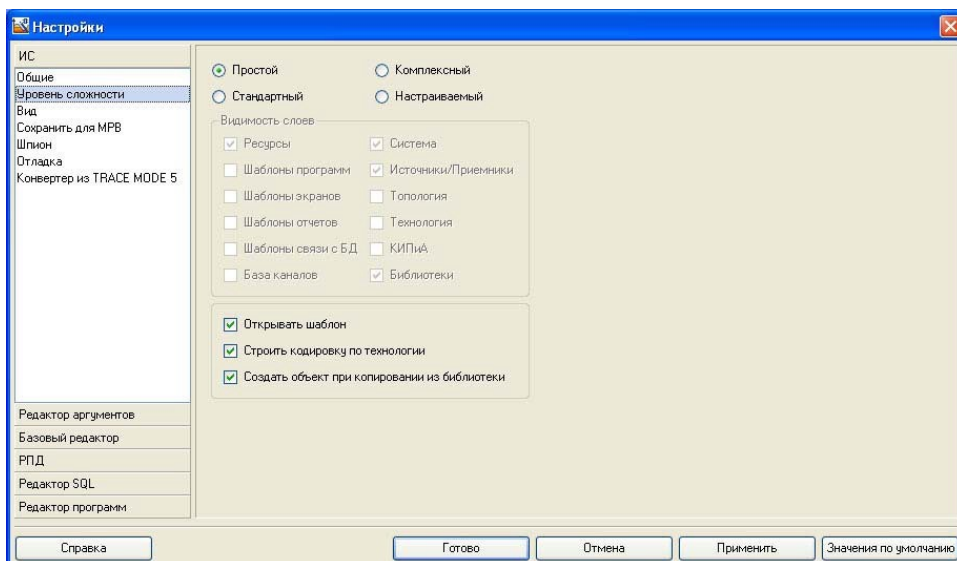 Настройки
ИС
Общие
Уровень сложности
Вид
Сохранить для МРВ
Шпион
Отладка
Конвертер из TRACE MODE 5
Редактор аргументов
Базовый редактор
РПД
Редактор SQL
Редактор программ
Простой Комплексный
Стандартный Настраиваемый
Видимость слоев
Ресурсы Система
Шаблоны программ Источники/Приемники
Шаблоны экранов Топология
Шаблоны отчетов Технология
Шаблоны связи с БД КИПиА
База каналов Библиотеки
Открывать шаблон
Строить кодировку по технологии
Создать объект при копировании из библиотеки
Справка Готово Отмена Применить Значения по умолчанию